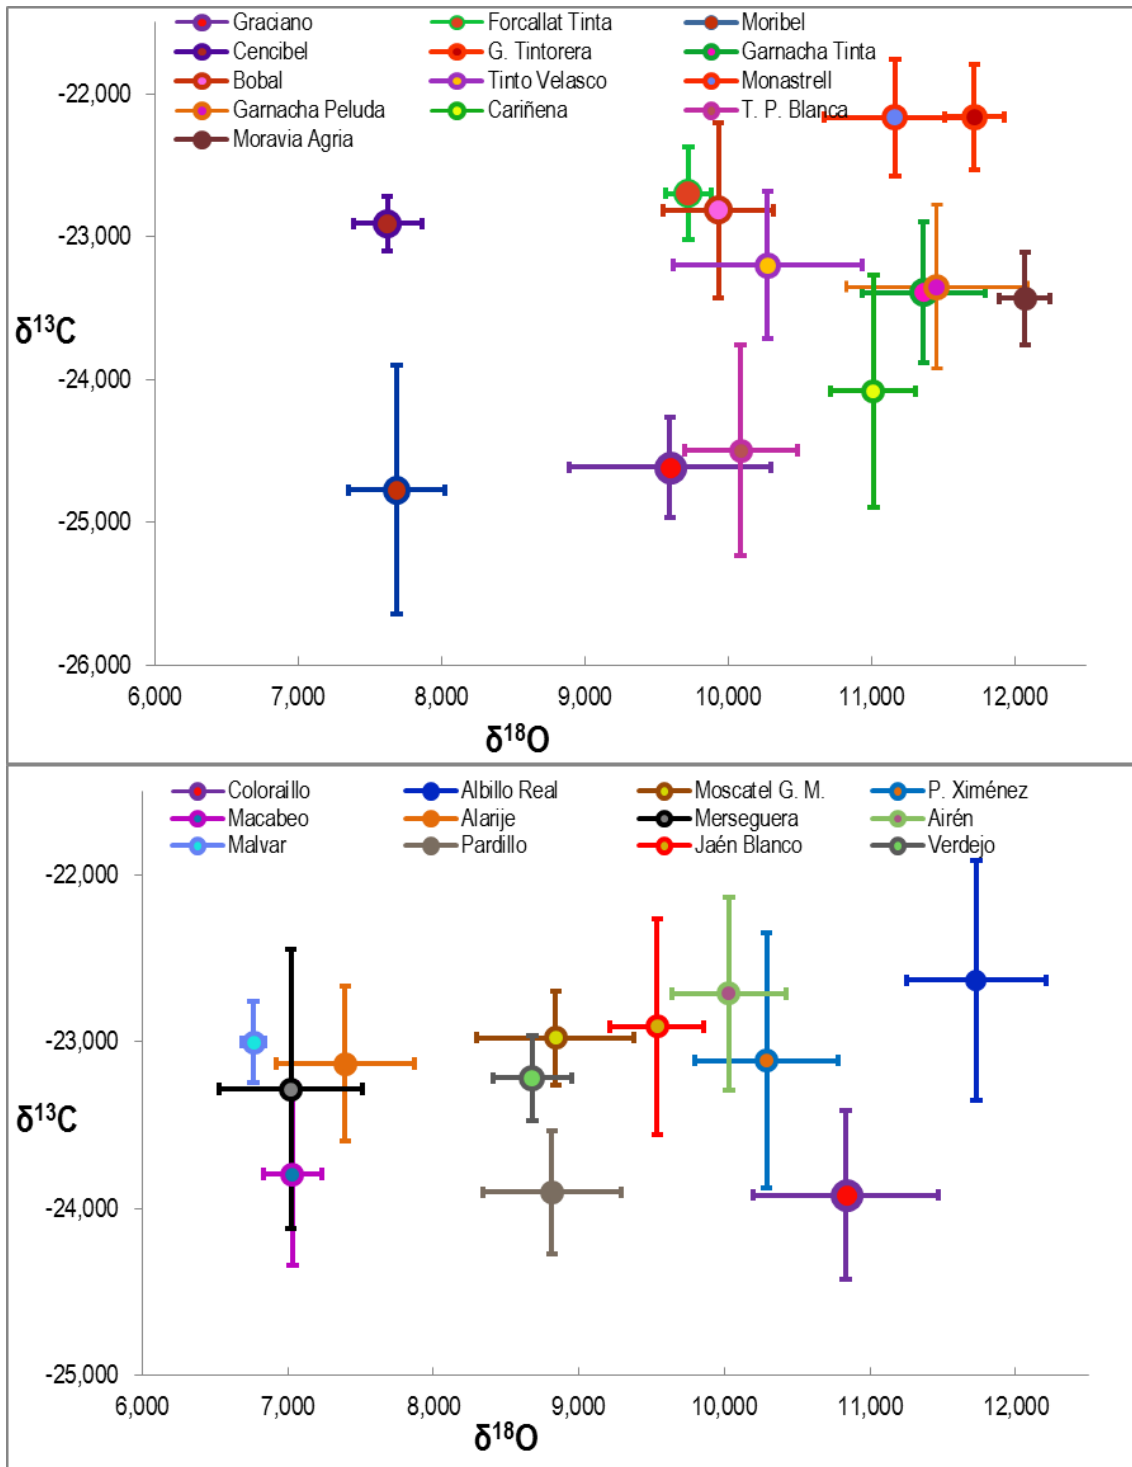 Graciano Forcallat Tinta Moribel
Cencibel G. Tintorera Garnacha Tinta
Bobal Tinto Velasco Monastrell
Garnacha Peluda Cariñena T. P. Blanca
Moravia Agria
-22,000
-23,000
δ13C
-24,000
-25,000
-26,000
6,000 7,000 8,000 9,000 10,000 11,000 12,000
δ18O
Coloraíllo Albillo Real Moscatel G. M. P. Ximénez
Macabeo Alarije Merseguera Airén
Malvar Pardillo Jaén Blanco Verdejo
-22,000
-23,000
δ13C
-24,000
-25,000
6,000 7,000 8,000 9,000 10,000 11,000 12,000
δ18O